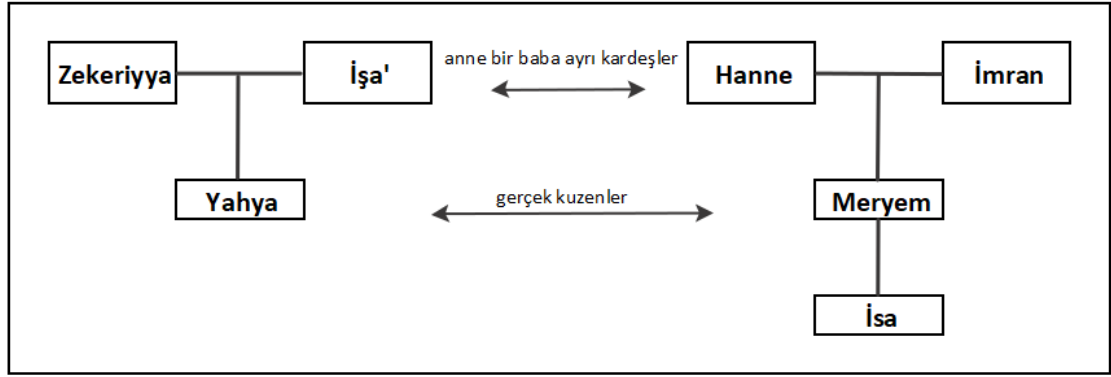 Zekeriyya
İşa'
anne bir baba ayrı kardeşler
Hanne
İmran
Yahya
gerçek kuzenler
Meryem
İsa